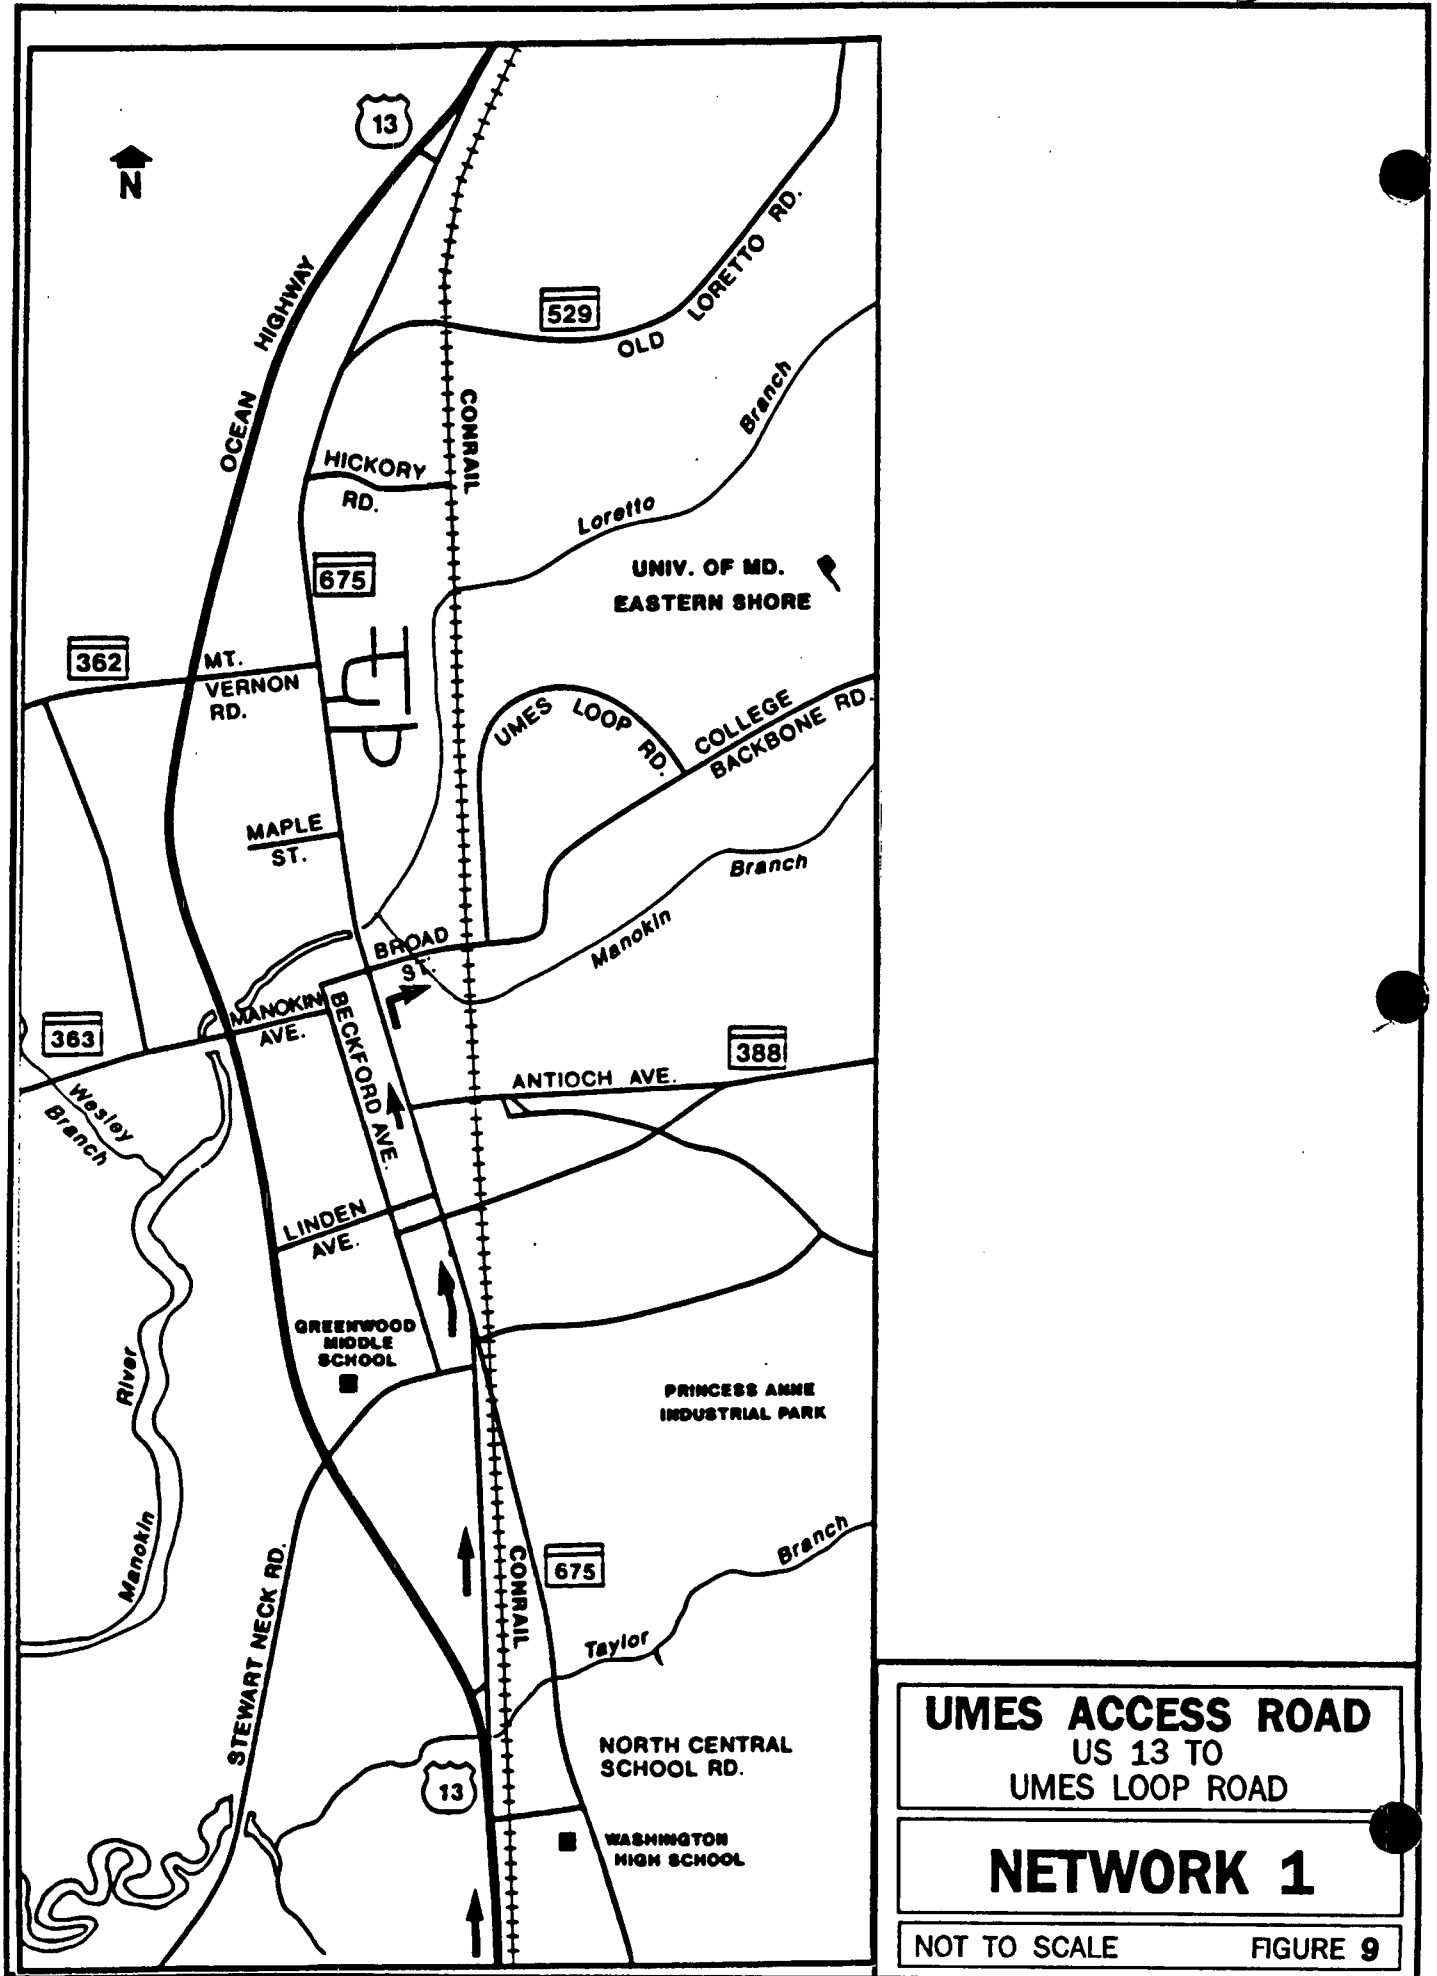 13
N
OCEAN HIGHWAY
529
OLD LORETTO RD.
CONRAIL
Branch
HICKORY
RD.
Loretto
675
UNIV. OF MD.
EASTERN SHORE
362
MT.
VERNON
RD.
UMES LOOP RD.
COLLEGE
BACKBONE RD.
MAPLE
ST.
Branch
Manokin
BROAD
ST.
MANOKIN
AVE.
BECKFORD AVE.
363
388
ANTIOCH AVE.
Wesley
Branch
LINDEN
AVE.
GREENWOOD
MIDDLE
SCHOOL
River
PRINCESS ANNE
INDUSTRIAL PARK
Manokin
STEWART NECK RD.
CONRAIL
675
Branch
Taylor
NORTH CENTRAL
SCHOOL RD.
13
WASHINGTON
HIGH SCHOOL
UMES ACCESS ROAD
US 13 TO
UMES LOOP ROAD
NETWORK 1
NOT TO SCALE FIGURE 9